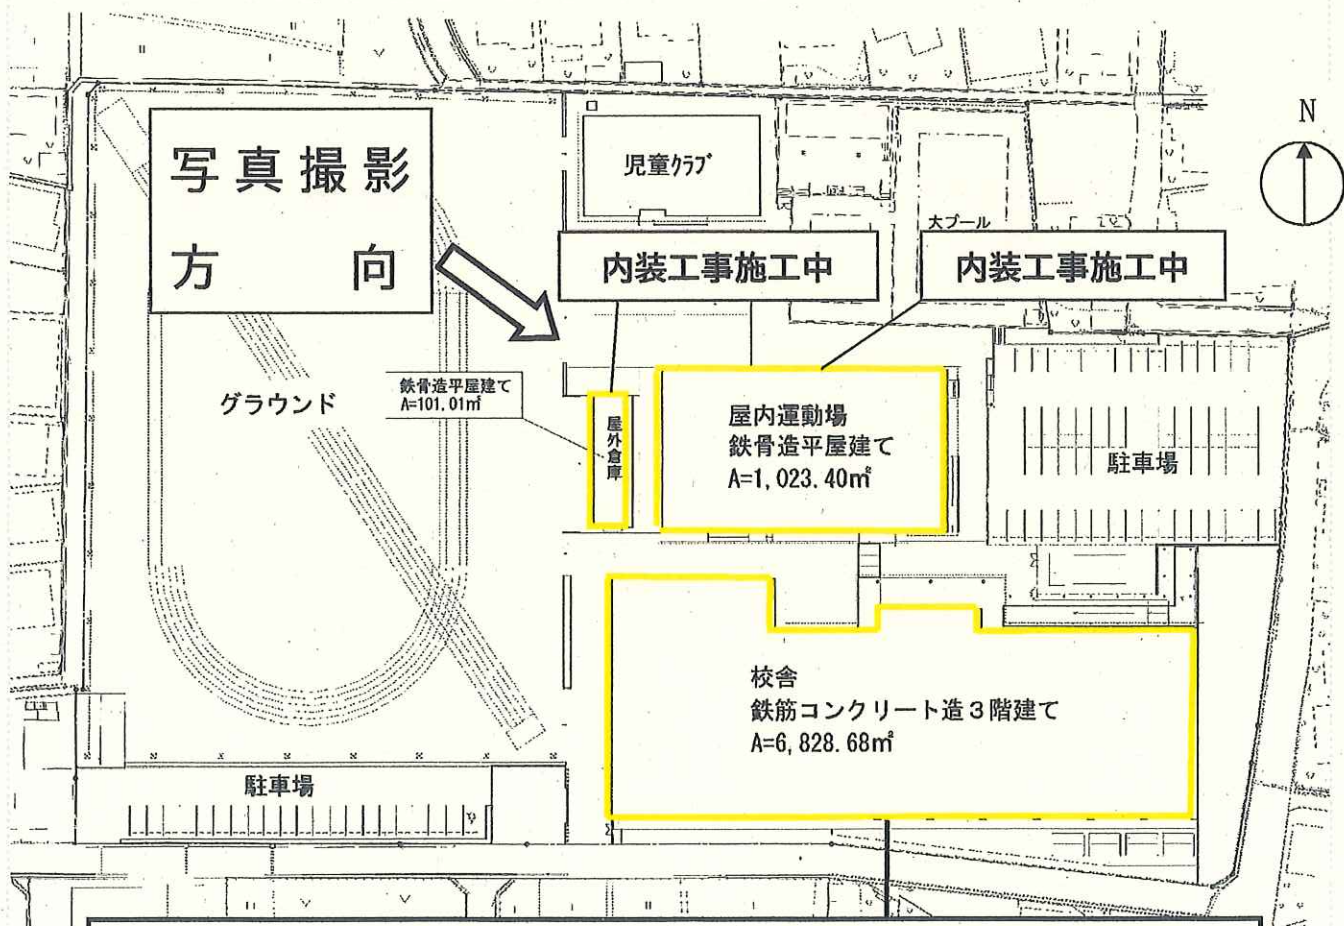 N
写真撮影
方　　向
児童クラブ
大プール
内装工事施工中
内装工事施工中
グラウンド
鉄骨造平屋建て
A=101.01㎡
屋外倉庫
屋内運動場
鉄骨造平屋建て
A=1,023.40㎡
駐車場
校舎
鉄筋コンクリート造３階建て
A=6,828.68㎡
駐車場